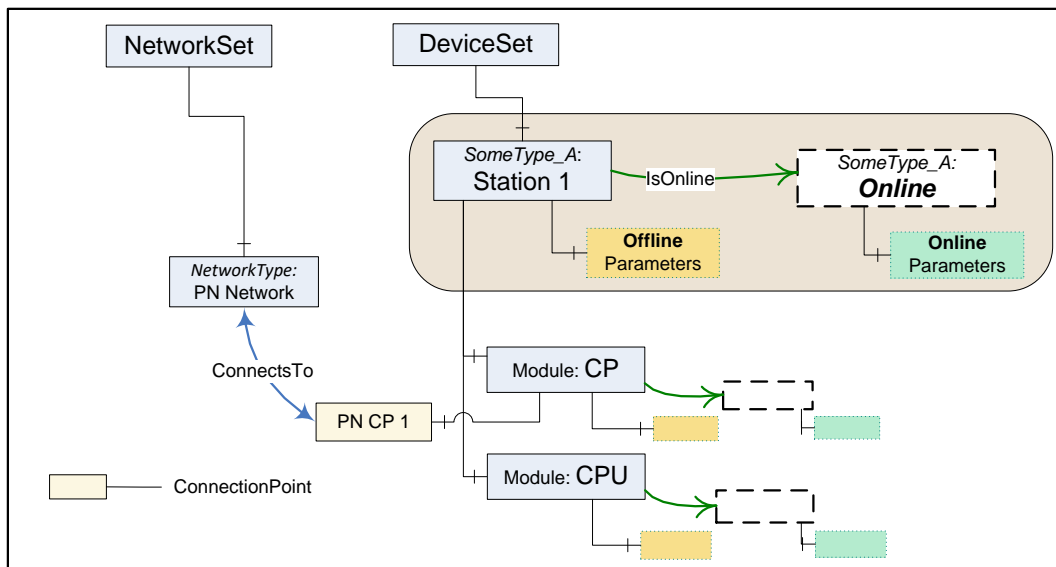 NetworkSet
DeviceSet
SomeType_A:
Station 1
IsOnline
SomeType_A:
Online
Offline
Parameters
Online
Parameters
NetworkType:
PN Network
ConnectsTo
Module: CP
PN CP 1
Module: CPU
ConnectionPoint